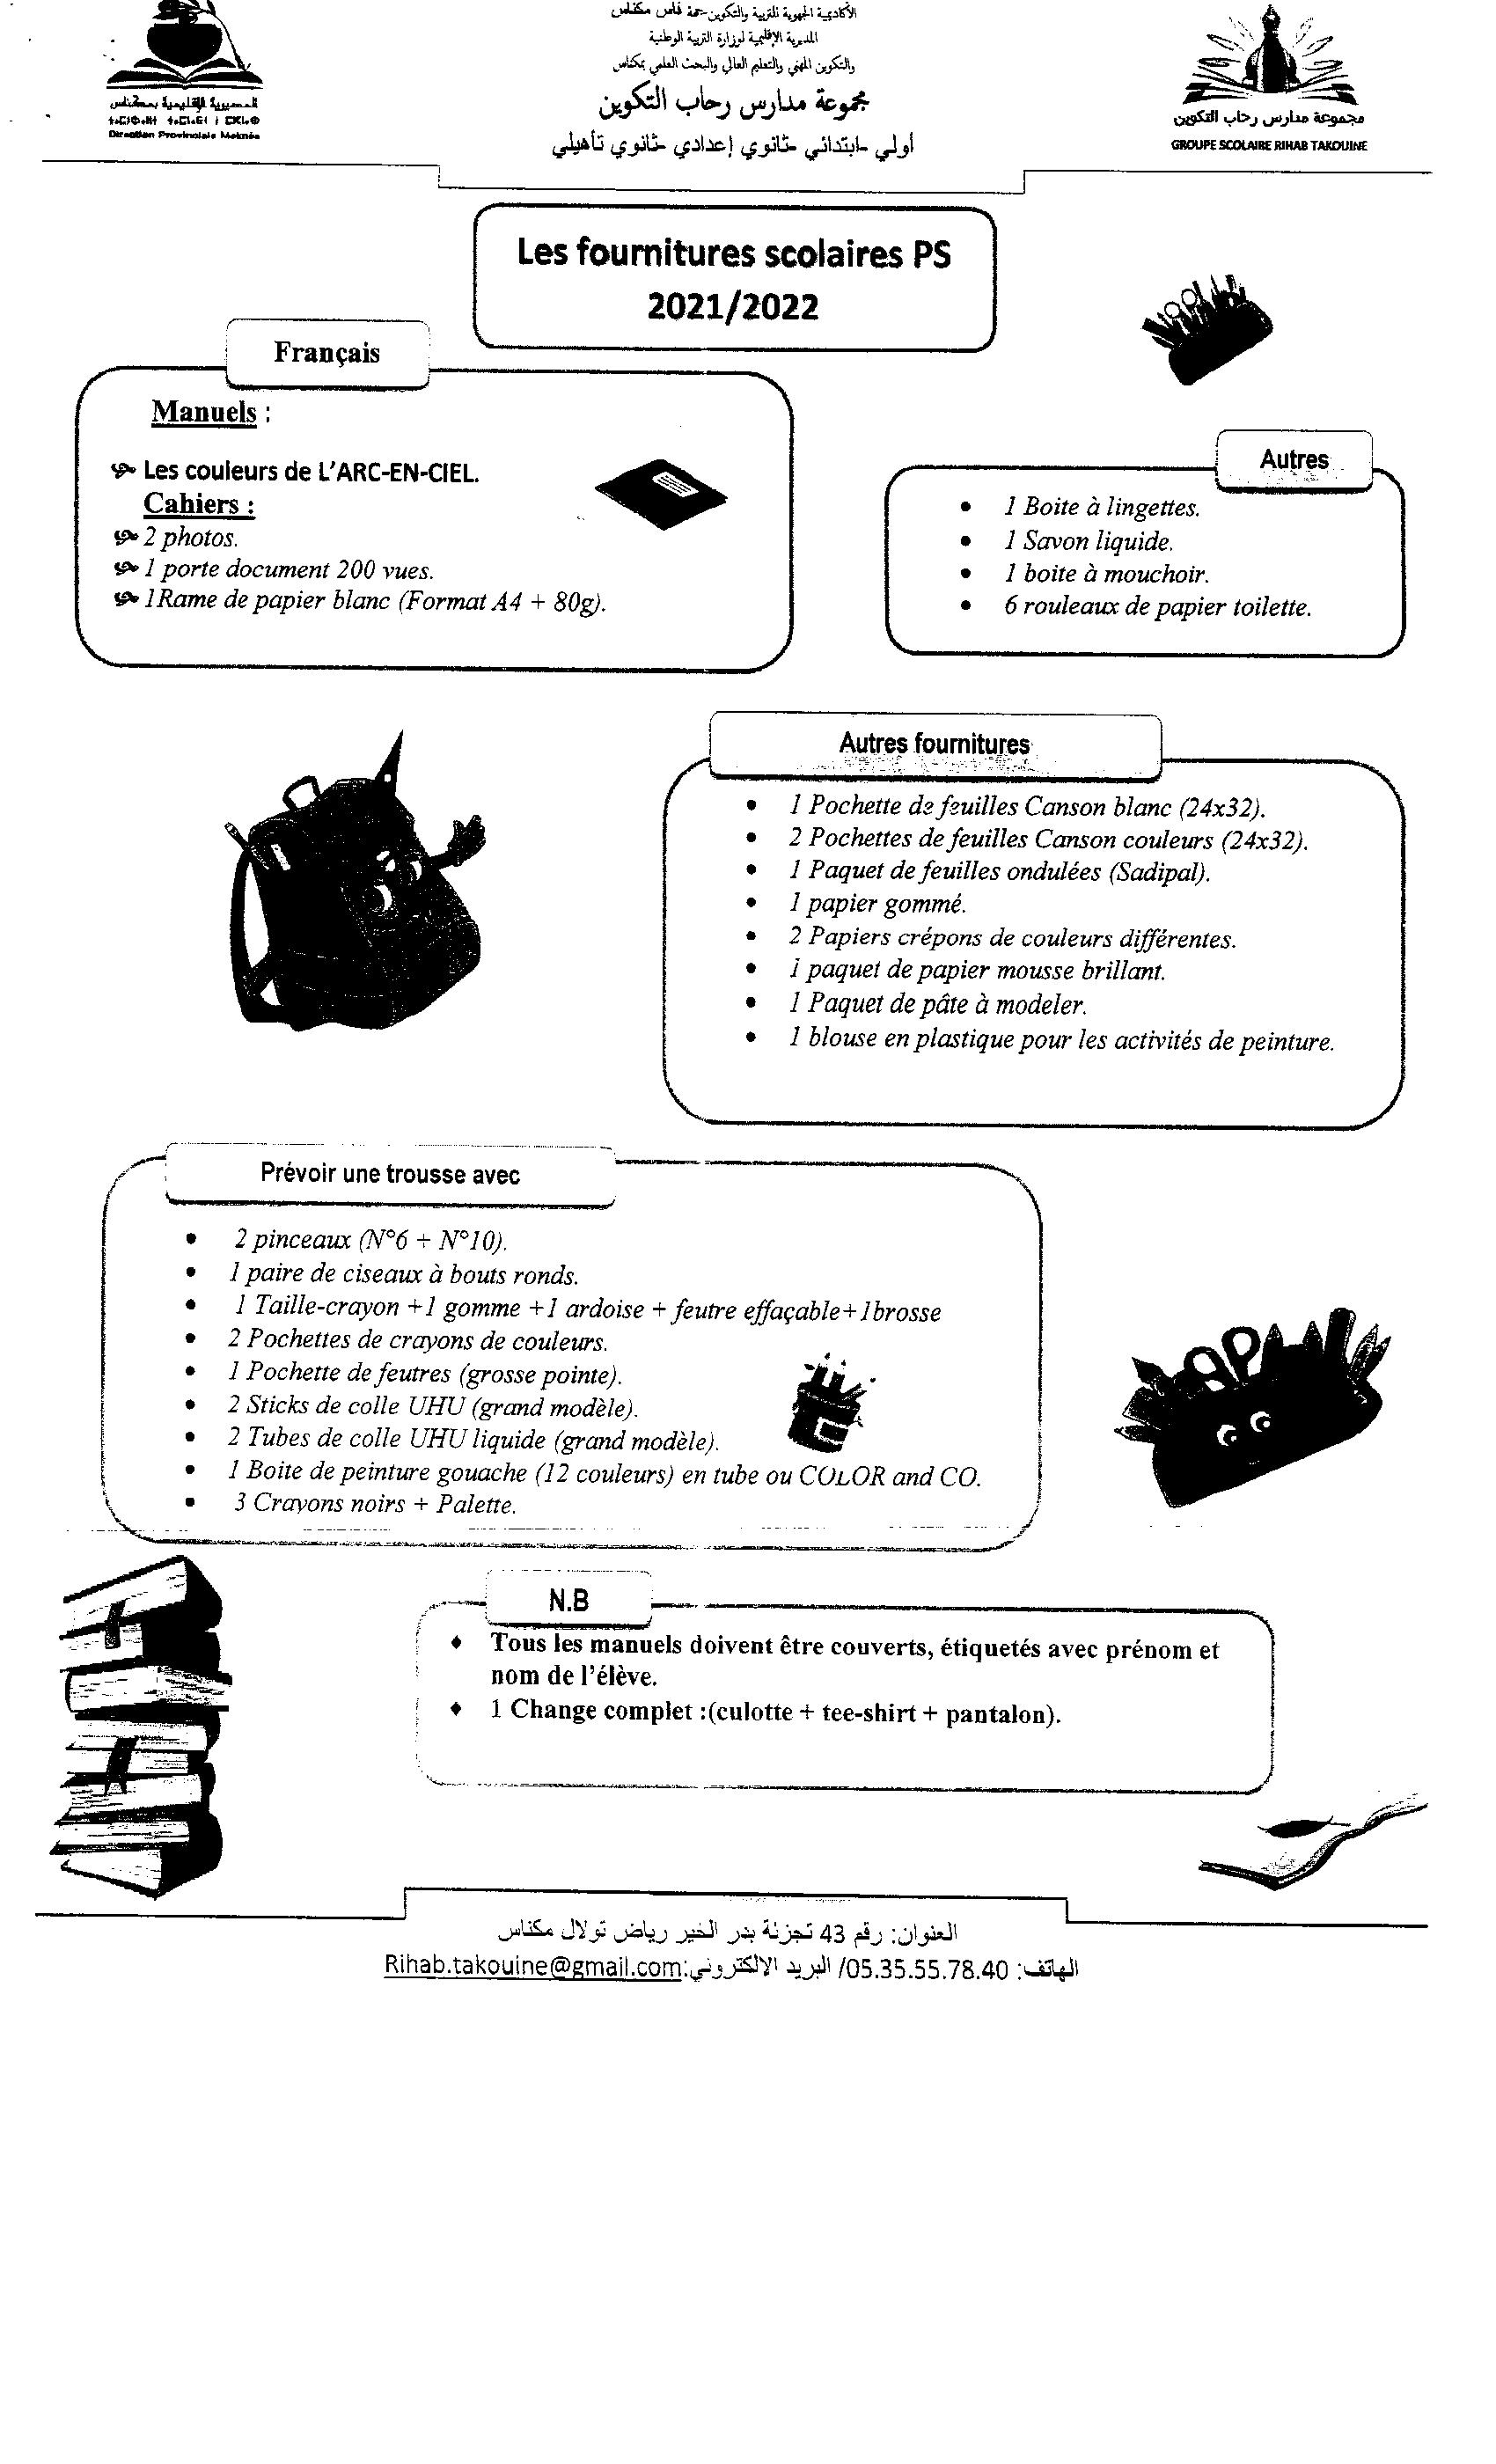 الأكاديمية الجهوية للتربية والتكوين جهة فاس مكناس
المديرية الإقليمية لوزارة التربية الوطنية
والتكوين المهني والتعليم العالي والبحث العلمي بمكناس
مجموعة مدارس رحاب التكوين
أولي -ابتدائي -ثانوي إعدادي -ثانوي تأهيلي
المديرية الإقليمية بمكناس
Direction Provinciale Meknès
مجموعة مدارس رحاب التكوين
GROUPE SCOLAIRE RIHAB TAKOUINE
Les fournitures scolaires PS
2021/2022
Français
Manuels :
Les couleurs de L'ARC-EN-CIEL.
Cahiers :
2 photos.
1 porte document 200 vues.
1Rame de papier blanc (Format A4 + 80g).
Autres
• 1 Boite à lingettes.
• 1 Savon liquide.
• 1 boite à mouchoir.
• 6 rouleaux de papier toilette.
Autres fournitures
• 1 Pochette de feuilles Canson blanc (24x32).
• 2 Pochettes de feuilles Canson couleurs (24x32).
• 1 Paquet de feuilles ondulées (Sadipal).
• 1 papier gommé.
• 2 Papiers crépons de couleurs différentes.
• 1 paquet de papier mousse brillant.
• 1 Paquet de pâte à modeler.
• 1 blouse en plastique pour les activités de peinture.
Prévoir une trousse avec
• 2 pinceaux (N°6 + N°10).
• 1 paire de ciseaux à bouts ronds.
• 1 Taille-crayon +1 gomme +1 ardoise + feutre effaçable+1brosse
• 2 Pochettes de crayons de couleurs.
• 1 Pochette de feutres (grosse pointe).
• 2 Sticks de colle UHU (grand modèle).
• 2 Tubes de colle UHU liquide (grand modèle).
• 1 Boite de peinture gouache (12 couleurs) en tube ou COLOR and CO.
• 3 Crayons noirs + Palette.
N.B
♦ Tous les manuels doivent être couverts, étiquetés avec prénom et
nom de l'élève.
♦ 1 Change complet :(culotte + tee-shirt + pantalon).
العنوان: رقم 43 تجزئة بدر الخير رياض تولال مكناس
الهاتف: 05.35.55.78.40/ البريد الالكتروني:Rihab.takouine@gmail.com